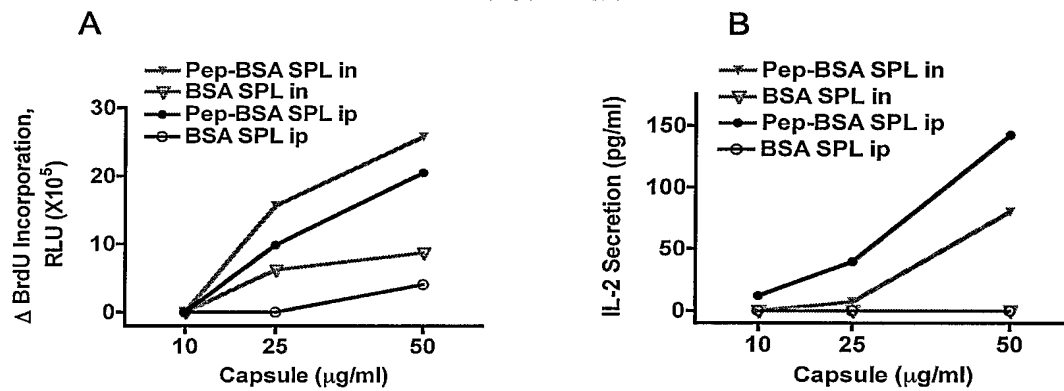 A
Pep-BSA SPL in
BSA SPL in
Pep-BSA SPL ip
BSA SPL ip
30
20
10
0
Δ BrdU Incorporation,
RLU (X10⁵)
10
25
50
Capsule (μg/ml)
B
Pep-BSA SPL in
BSA SPL in
Pep-BSA SPL ip
BSA SPL ip
150
100
50
0
IL-2 Secretion (pg/ml)
10
25
50
Capsule (μg/ml)